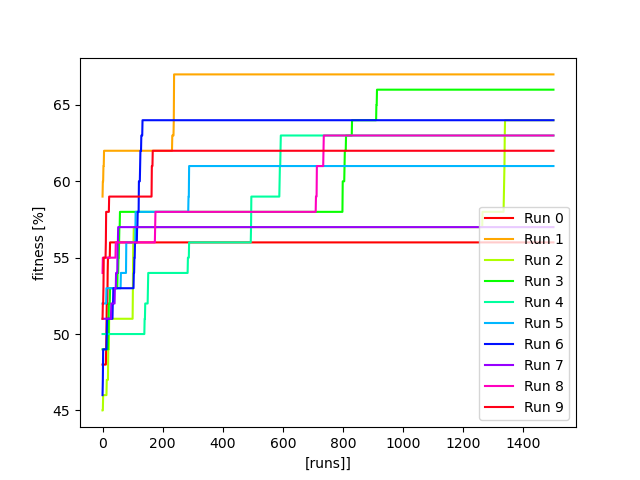 fitness [%]
65
60
55
50
45
0
200
400
600
800
1000
1200
1400
[runs]]
Run 0
Run 1
Run 2
Run 3
Run 4
Run 5
Run 6
Run 7
Run 8
Run 9